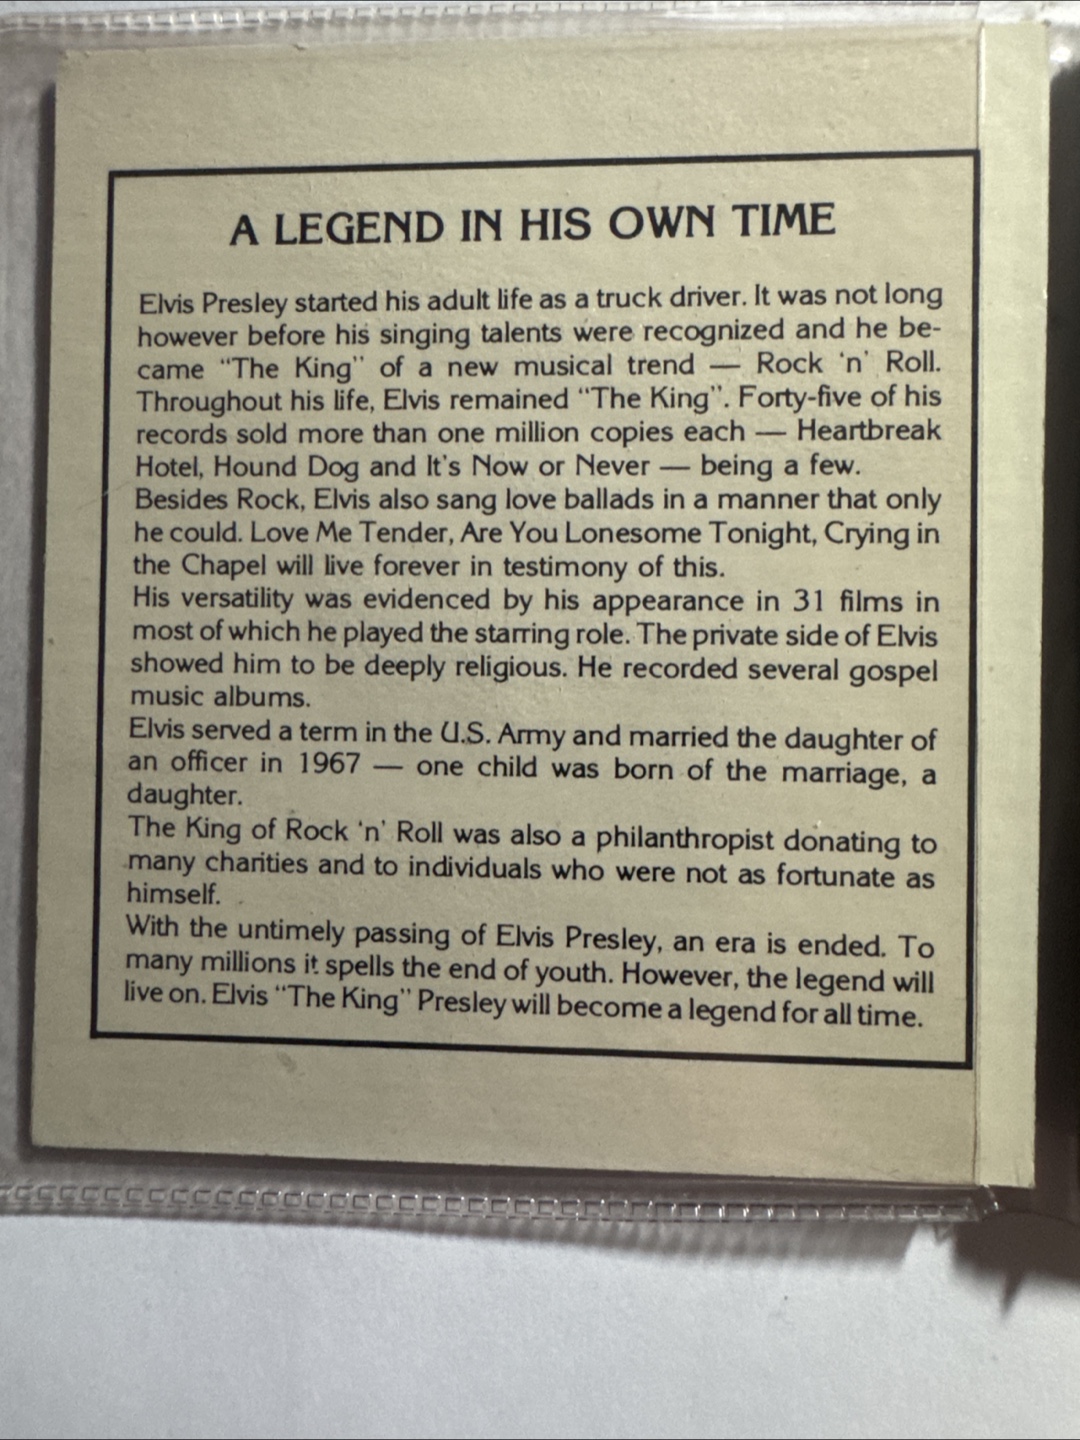 A LEGEND IN HIS OWN TIME
Elvis Presley started his adult life as a truck driver. It was not long
however before his singing talents were recognized and he be-
came “The King” of a new musical trend — Rock ‘n’ Roll.
Throughout his life, Elvis remained “The King”. Forty-five of his
records sold more than one million copies each — Heartbreak
Hotel, Hound Dog and It's Now or Never — being a few.
Besides Rock, Elvis also sang love ballads in a manner that only
he could. Love Me Tender, Are You Lonesome Tonight, Crying in
the Chapel will live forever in testimony of this.
His versatility was evidenced by his appearance in 31 films in
most of which he played the starring role. The private side of Elvis
showed him to be deeply religious. He recorded several gospel
music albums.
Elvis served a term in the U.S. Army and married the daughter of
an officer in 1967 — one child was born of the marriage, a
daughter.
The King of Rock ‘n’ Roll was also a philanthropist donating to
many charities and to individuals who were not as fortunate as
himself.
With the untimely passing of Elvis Presley, an era is ended. To
many millions it spells the end of youth. However, the legend will
live on. Elvis “The King” Presley will become a legend for all time.